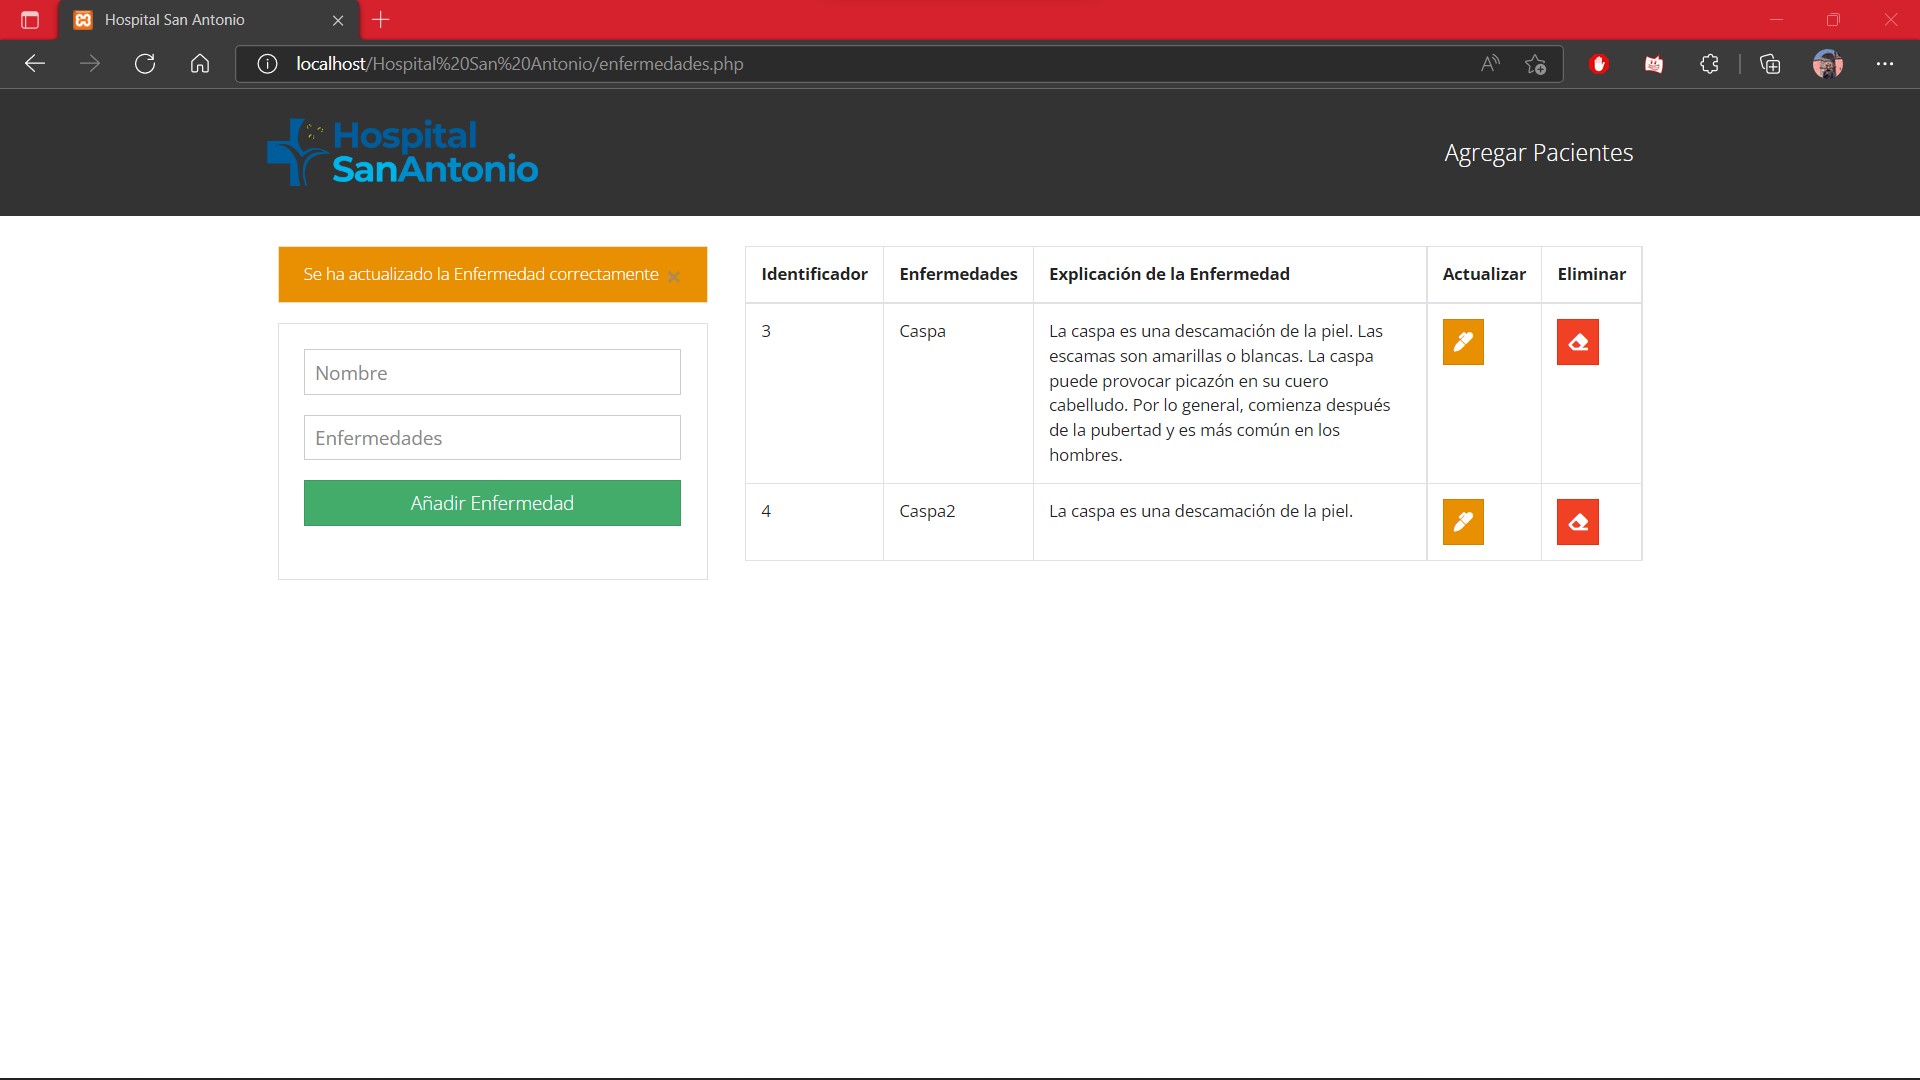 Hospital San Antonio
localhost/Hospital%20San%20Antonio/enfermedades.php
Hospital
SanAntonio
Agregar Pacientes
Se ha actualizado la Enfermedad correctamente ×
Nombre
Enfermedades
Añadir Enfermedad
Identificador Enfermedades Explicación de la Enfermedad Actualizar Eliminar
3 Caspa La caspa es una descamación de la piel. Las
escamas son amarillas o blancas. La caspa
puede provocar picazón en su cuero
cabelludo. Por lo general, comienza después
de la pubertad y es más común en los
hombres.
4 Caspa2 La caspa es una descamación de la piel.